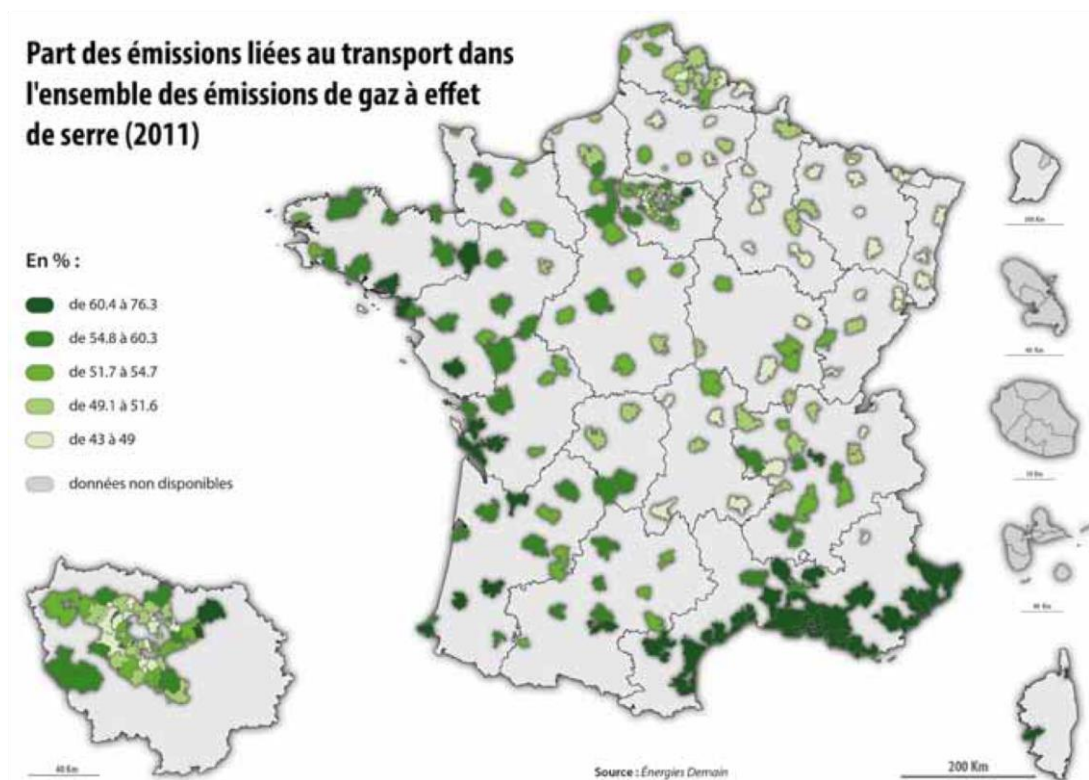 Part des émissions liées au transport dans
l'ensemble des émissions de gaz à effet
de serre (2011)
En % :
de 60.4 à 76.3
de 54.8 à 60.3
de 51.7 à 54.7
de 49.1 à 51.6
de 43 à 49
données non disponibles
40 Km
Source : Énergies Demain
200 Km